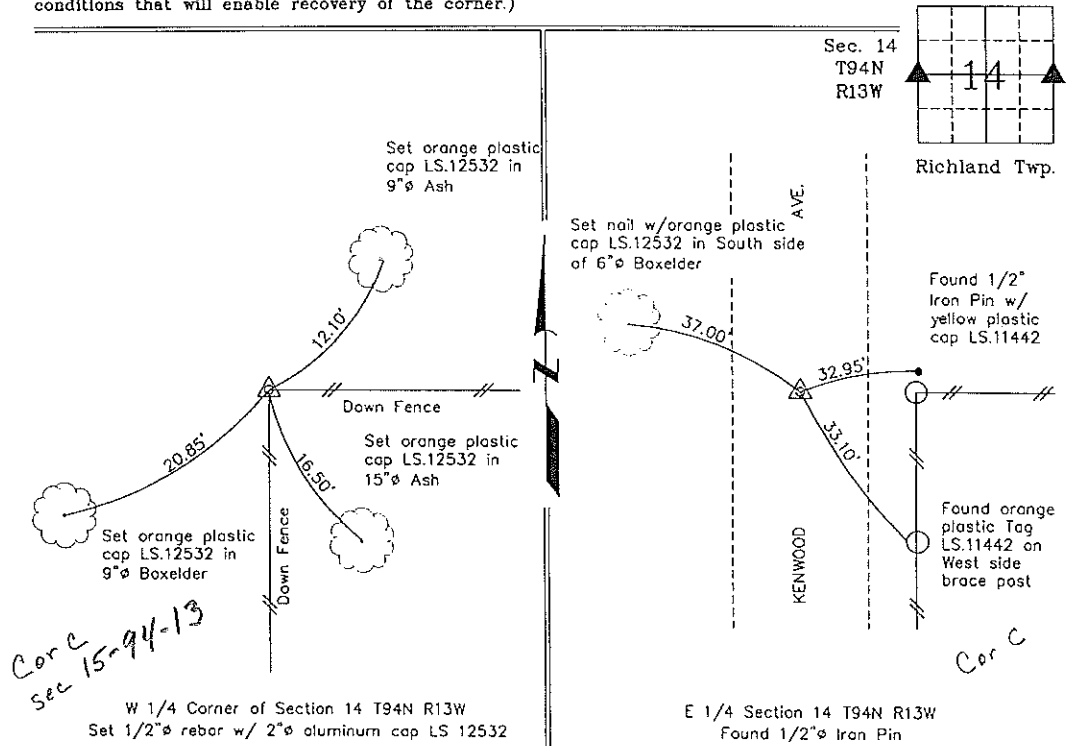 conditions that will enable recovery of the corner.)
Sec. 14
T94N
R13W
14
Richland Twp.
Set orange plastic
cap LS.12532 in
9"ø Ash
12.10'
Down Fence
20.85'
16.50'
Set orange plastic
cap LS.12532 in
15"ø Ash
Set orange plastic
cap LS.12532 in
9"ø Boxelder
Down Fence
Cor C
Sec 15-94-13
W 1/4 Corner of Section 14 T94N R13W
Set 1/2"ø rebar w/ 2"ø aluminum cap LS 12532
Set nail w/orange plastic
cap LS.12532 in South side
of 6"ø Boxelder
KENWOOD AVE.
37.00'
32.95'
33.10'
Found 1/2"
Iron Pin w/
yellow plastic
cap LS.11442
Found orange
plastic Tag
LS.11442 on
West side
brace post
Cor C
E 1/4 Section 14 T94N R13W
Found 1/2"ø Iron Pin